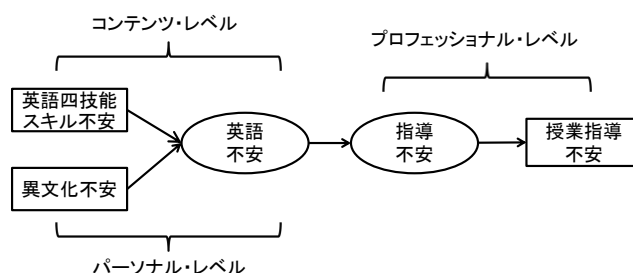 コンテンツ・レベル
プロフェッショナル・レベル
英語四技能
スキル不安
英語
不安
指導
不安
授業指導
不安
異文化不安
パーソナル・レベル